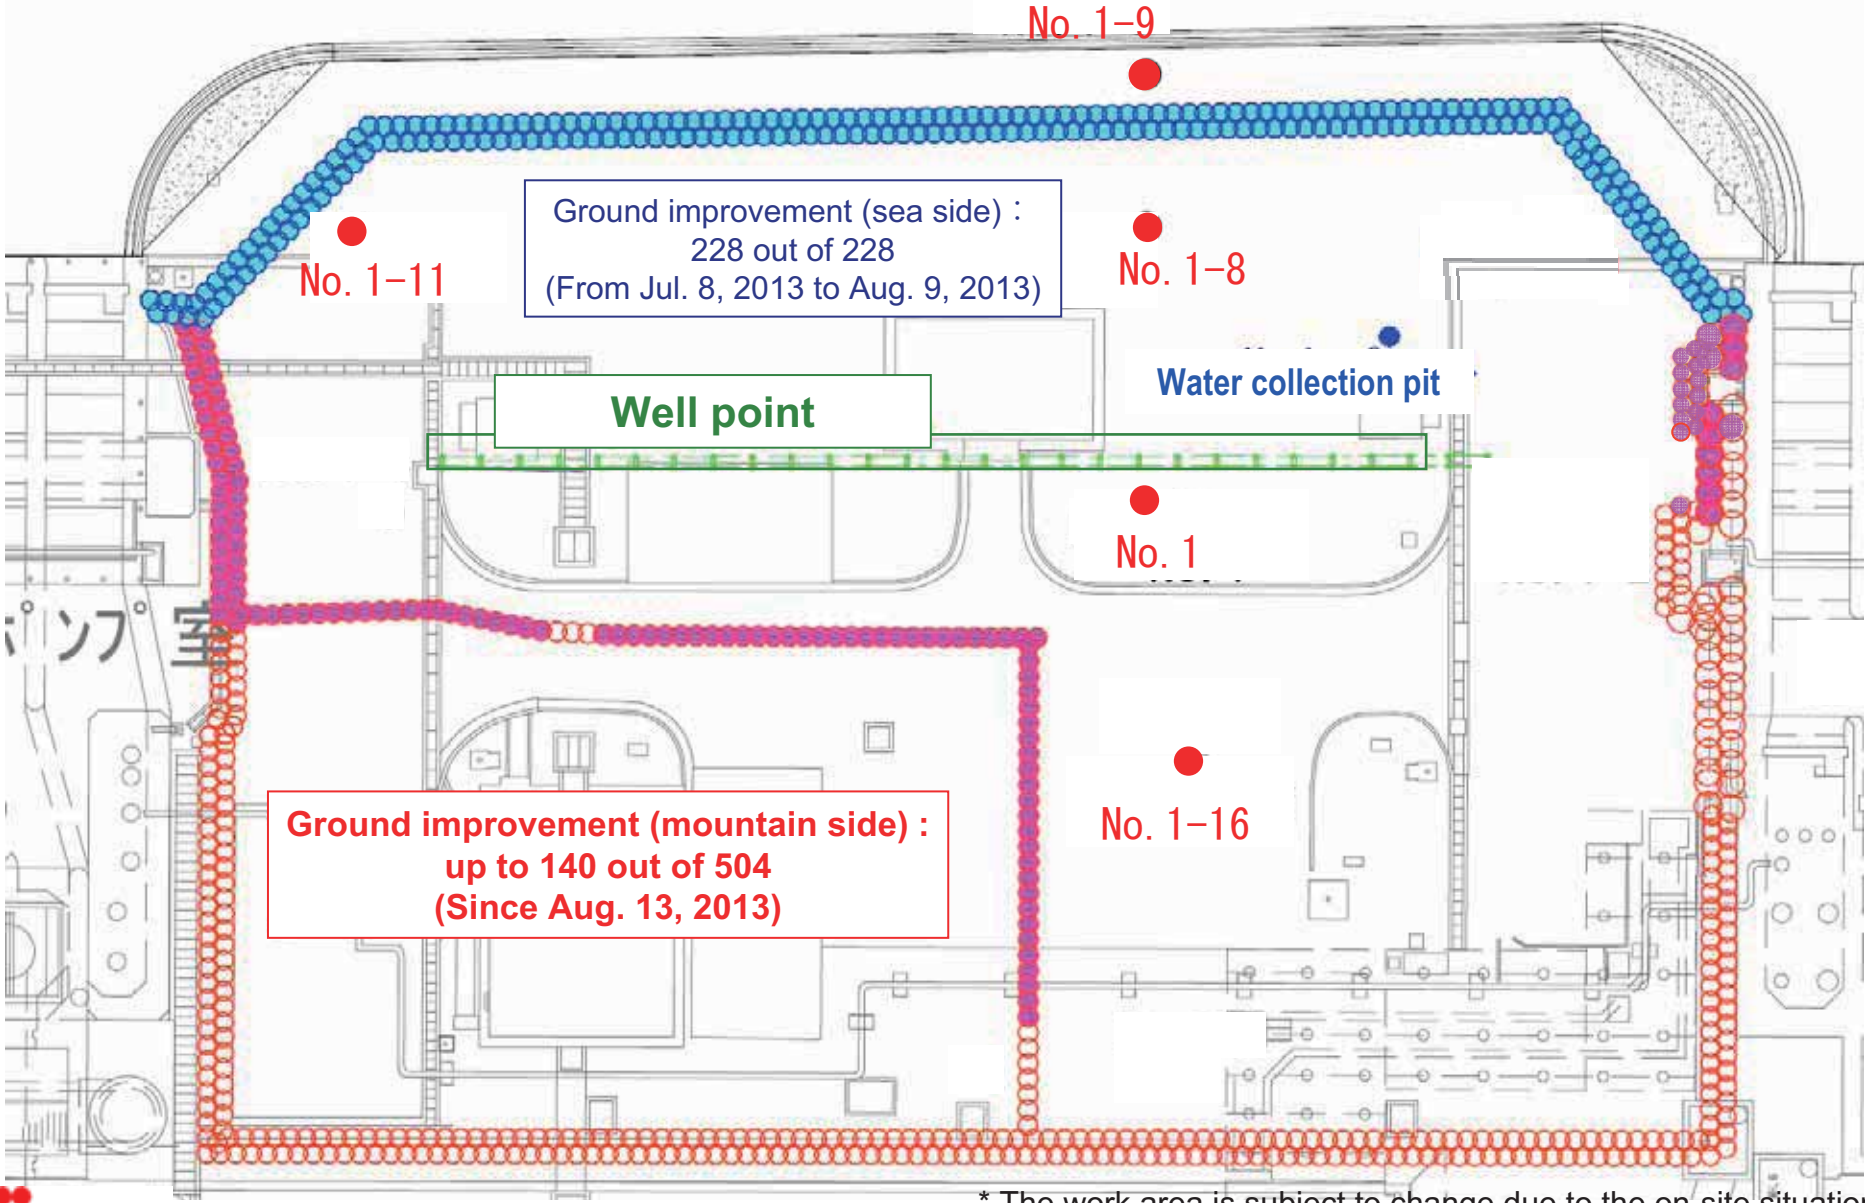 No. 1-9
Ground improvement (sea side) :
228 out of 228
(From Jul. 8, 2013 to Aug. 9, 2013)
No. 1-11
No. 1-8
Water collection pit
Well point
No. 1
ポンプ室
No. 1-16
Ground improvement (mountain side) :
up to 140 out of 504
(Since Aug. 13, 2013)
* The work area is subject to change due to the on-site situation